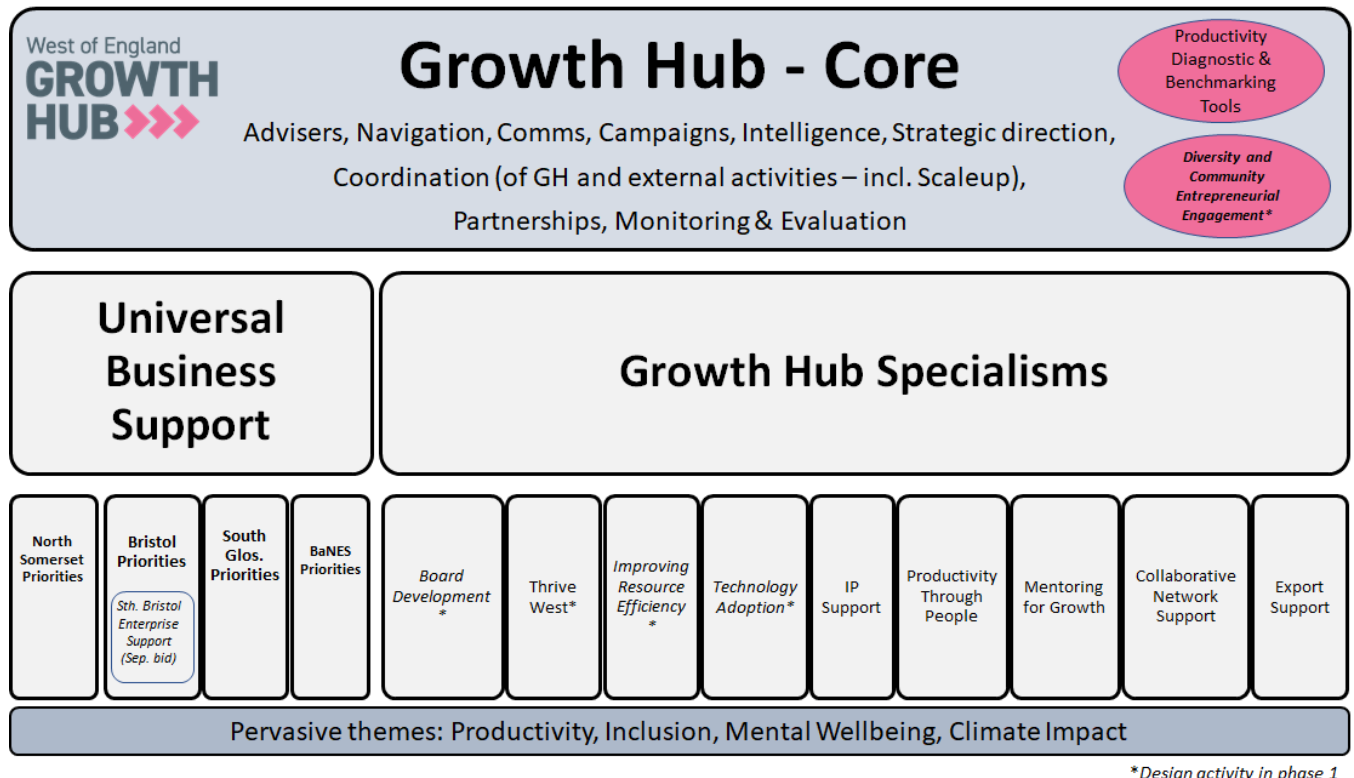 West of England
GROWTH
HUB
Growth Hub - Core
Advisers, Navigation, Comms, Campaigns, Intelligence, Strategic direction,
Coordination (of GH and external activities – incl. Scaleup),
Partnerships, Monitoring & Evaluation
Productivity
Diagnostic &
Benchmarking
Tools
Diversity and
Community
Entrepreneurial
Engagement*
Universal
Business
Support
Growth Hub Specialisms
North
Somerset
Priorities
Bristol
Priorities
Sth. Bristol
Enterprise
Support
(Sep. bid)
South
Glos.
Priorities
BaNES
Priorities
Board
Development
*
Thrive
West*
Improving
Resource
Efficiency
*
Technology
Adoption*
IP
Support
Productivity
Through
People
Mentoring
for Growth
Collaborative
Network
Support
Export
Support
Pervasive themes: Productivity, Inclusion, Mental Wellbeing, Climate Impact
*Design activity in phase 1